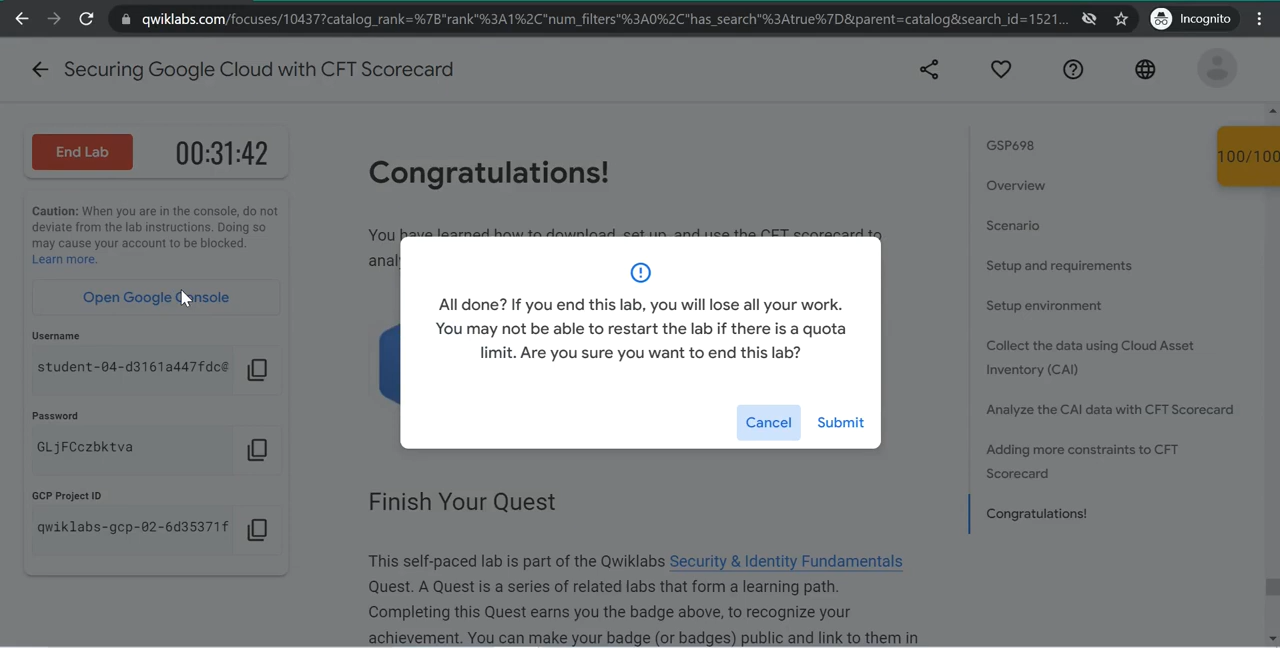 qwiklabs.com/focuses/10437?catalog_rank=%7B"rank"%3A1%2C"num_filters"%3A0%2C"has_search"%3Atrue%7D&parent=catalog&search_id=1521...
Incognito
Securing Google Cloud with CFT Scorecard
End Lab
00:31:42
Caution: When you are in the console, do not
deviate from the lab instructions. Doing so
may cause your account to be blocked.
Learn more.
Open Google Console
Username
student-04-d3161a447fdc@
Password
GLjFCczbktva
GCP Project ID
qwiklabs-gcp-02-6d35371f
Congratulations!
You have learned how to download, set up, and use the CFT scorecard to
All done? If you end this lab, you will lose all your work.
You may not be able to restart the lab if there is a quota
limit. Are you sure you want to end this lab?
Cancel
Submit
Finish Your Quest
This self-paced lab is part of the Qwiklabs Security & Identity Fundamentals
Quest. A Quest is a series of related labs that form a learning path.
Completing this Quest earns you the badge above, to recognize your
achievement. You can make your badge (or badges) public and link to them in
GSP698
Overview
Scenario
Setup and requirements
Setup environment
Collect the data using Cloud Asset
Inventory (CAI)
Analyze the CAI data with CFT Scorecard
Adding more constraints to CFT
Scorecard
Congratulations!
100/100